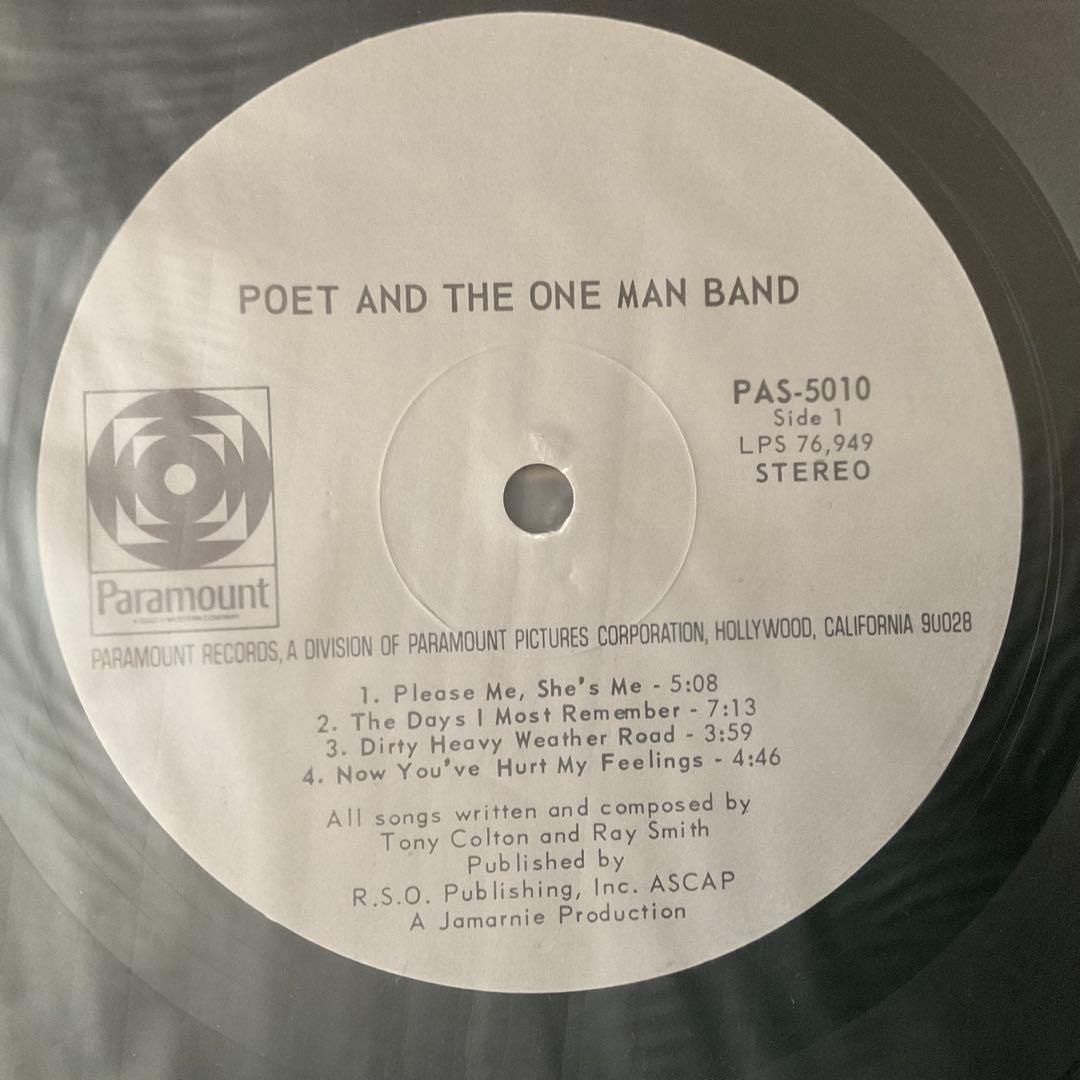 POET AND THE ONE MAN BAND
PAS-5010
Side 1
LPS 76,949
STEREO
Paramount
A GULF + WESTERN COMPANY
PARAMOUNT RECORDS, A DIVISION OF PARAMOUNT PICTURES CORPORATION, HOLLYWOOD, CALIFORNIA 90028
1. Please Me, She's Me - 5:08
2. The Days I Most Remember - 7:13
3. Dirty Heavy Weather Road - 3:59
4. Now You've Hurt My Feelings - 4:46
All songs written and composed by
Tony Colton and Ray Smith
Published by
R.S.O. Publishing, Inc. ASCAP
A Jamarnie Production